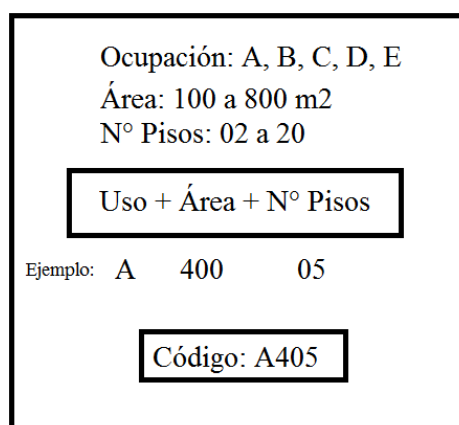 Ocupación: A, B, C, D, E
Área: 100 a 800 m2
N° Pisos: 02 a 20
Uso + Área + N° Pisos
Ejemplo: A 400 05
Código: A405